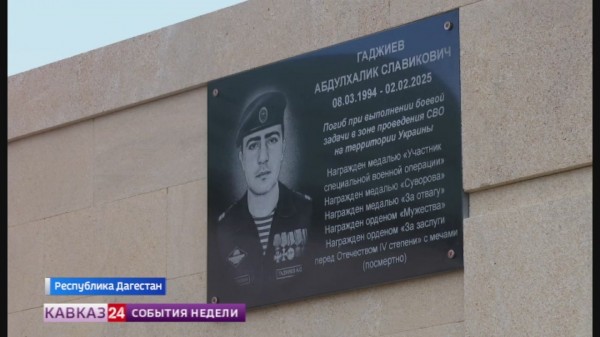 ГАДЖИЕВ
АБДУЛХАЛИК СЛАВИКОВИЧ
08.03.1994 - 02.02.2025
Погиб при выполнении боевой
задачи в зоне проведения СВО
на территории Украины
Награжден медалью «Участник
специальной военной операции»
Награжден медалью «Суворова»
Награжден медалью «За отвагу»
Награжден орденом «Мужества»
Награжден орденом «За заслуги
перед Отечеством IV степени» с мечами
(посмертно)
Республика Дагестан
КАВКАЗ 24 СОБЫТИЯ НЕДЕЛИ